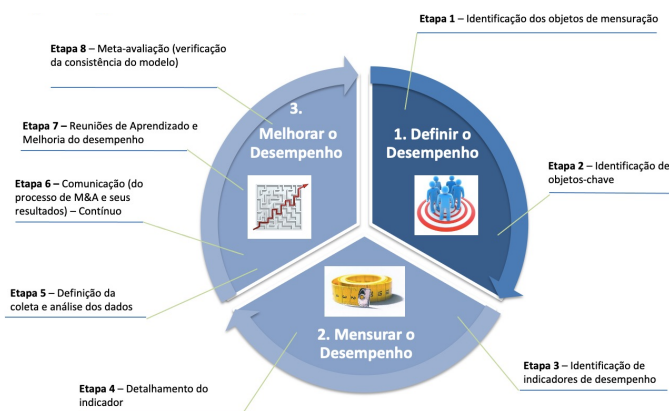 Etapa 1 – Identificação dos objetos de mensuração
Etapa 8 – Meta-avaliação (verificação
da consistência do modelo)
3.
Melhorar o
Desempenho
1. Definir o
Desempenho
Etapa 7 – Reuniões de Aprendizado e
Melhoria do desempenho
Etapa 2 – Identificação de
objetos-chave
Etapa 6 – Comunicação (do
processo de M&A e seus
resultados) – Contínuo
Etapa 5 – Definição da
coleta e análise dos dados
2. Mensurar o
Desempenho
Etapa 3 – Identificação de
indicadores de desempenho
Etapa 4 – Detalhamento do
indicador